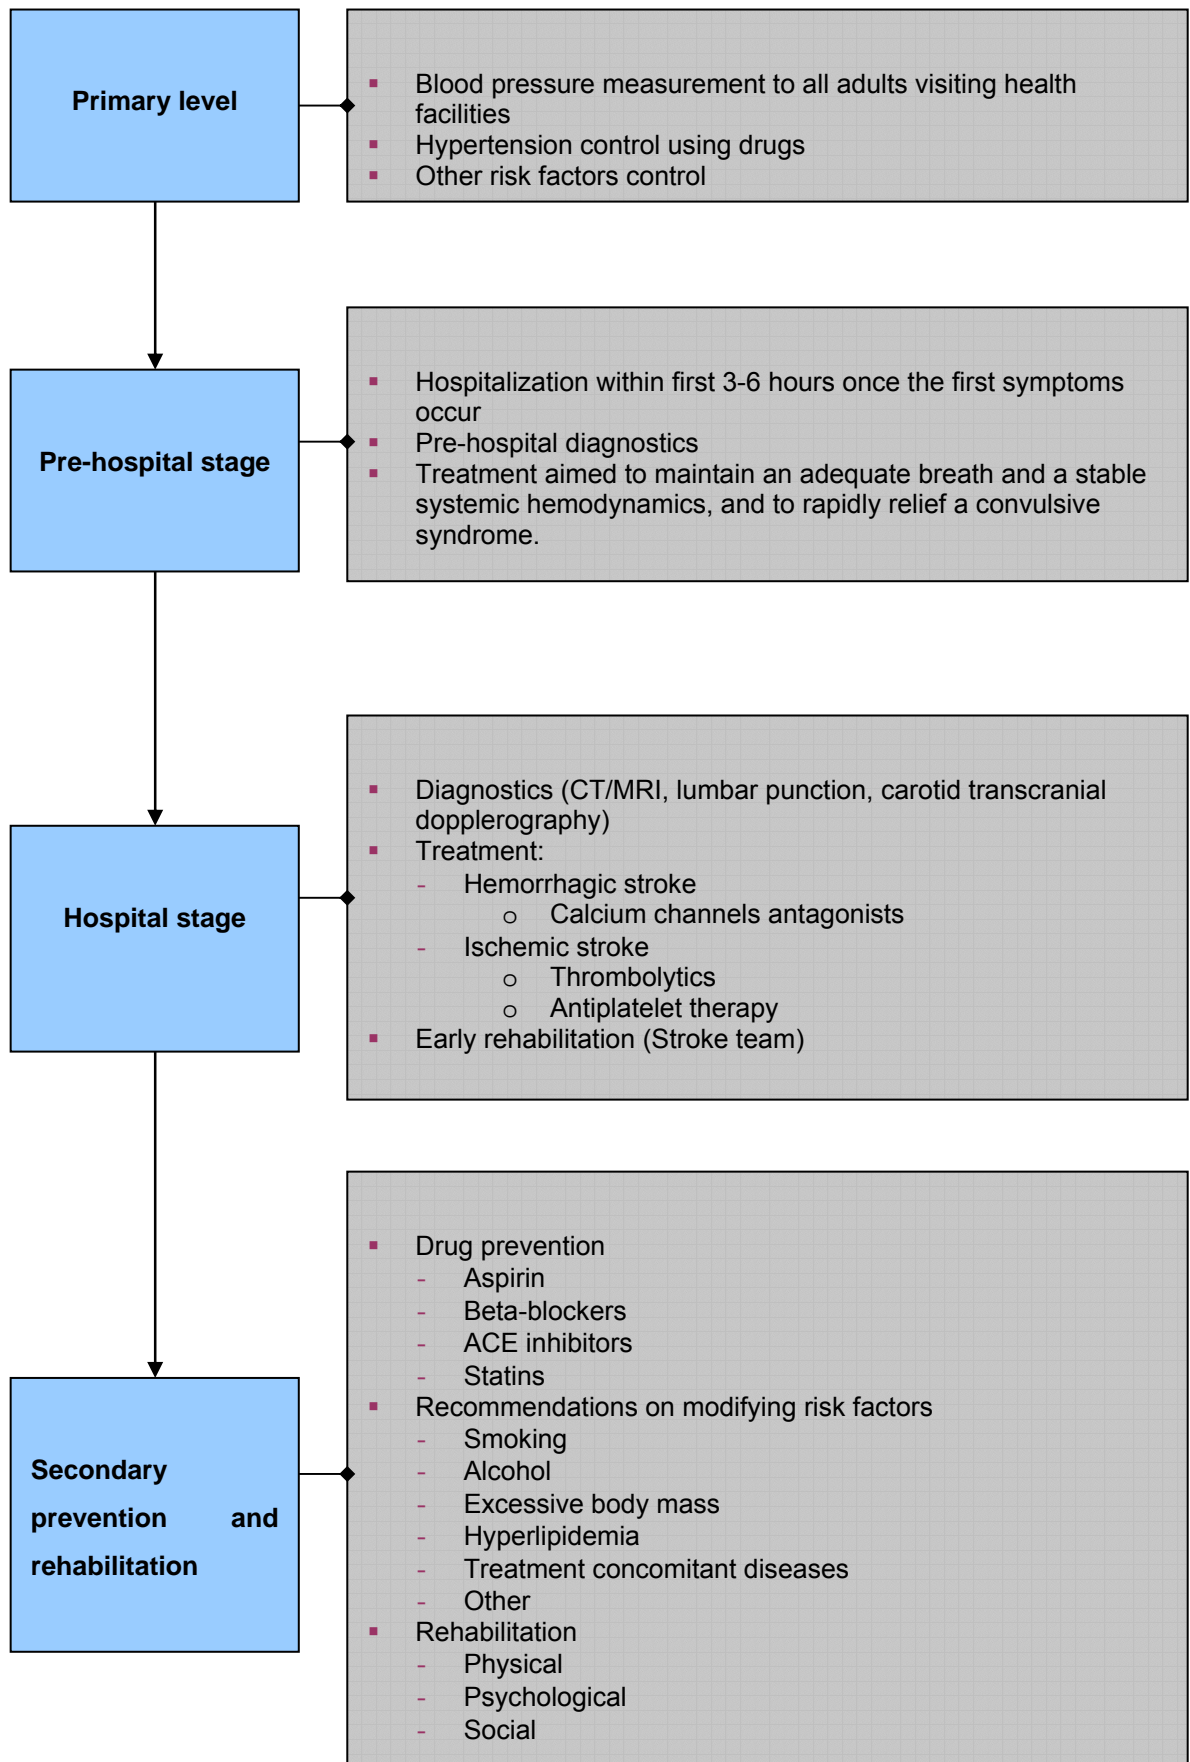 Primary level
▪ Blood pressure measurement to all adults visiting health
facilities
▪ Hypertension control using drugs
▪ Other risk factors control
Pre-hospital stage
▪ Hospitalization within first 3-6 hours once the first symptoms
occur
▪ Pre-hospital diagnostics
▪ Treatment aimed to maintain an adequate breath and a stable
systemic hemodynamics, and to rapidly relief a convulsive
syndrome.
Hospital stage
▪ Diagnostics (CT/MRI, lumbar punction, carotid transcranial
dopplerography)
▪ Treatment:
- Hemorrhagic stroke
o Calcium channels antagonists
- Ischemic stroke
o Thrombolytics
o Antiplatelet therapy
▪ Early rehabilitation (Stroke team)
Secondary
prevention and
rehabilitation
▪ Drug prevention
- Aspirin
- Beta-blockers
- ACE inhibitors
- Statins
▪ Recommendations on modifying risk factors
- Smoking
- Alcohol
- Excessive body mass
- Hyperlipidemia
- Treatment concomitant diseases
- Other
▪ Rehabilitation
- Physical
- Psychological
- Social